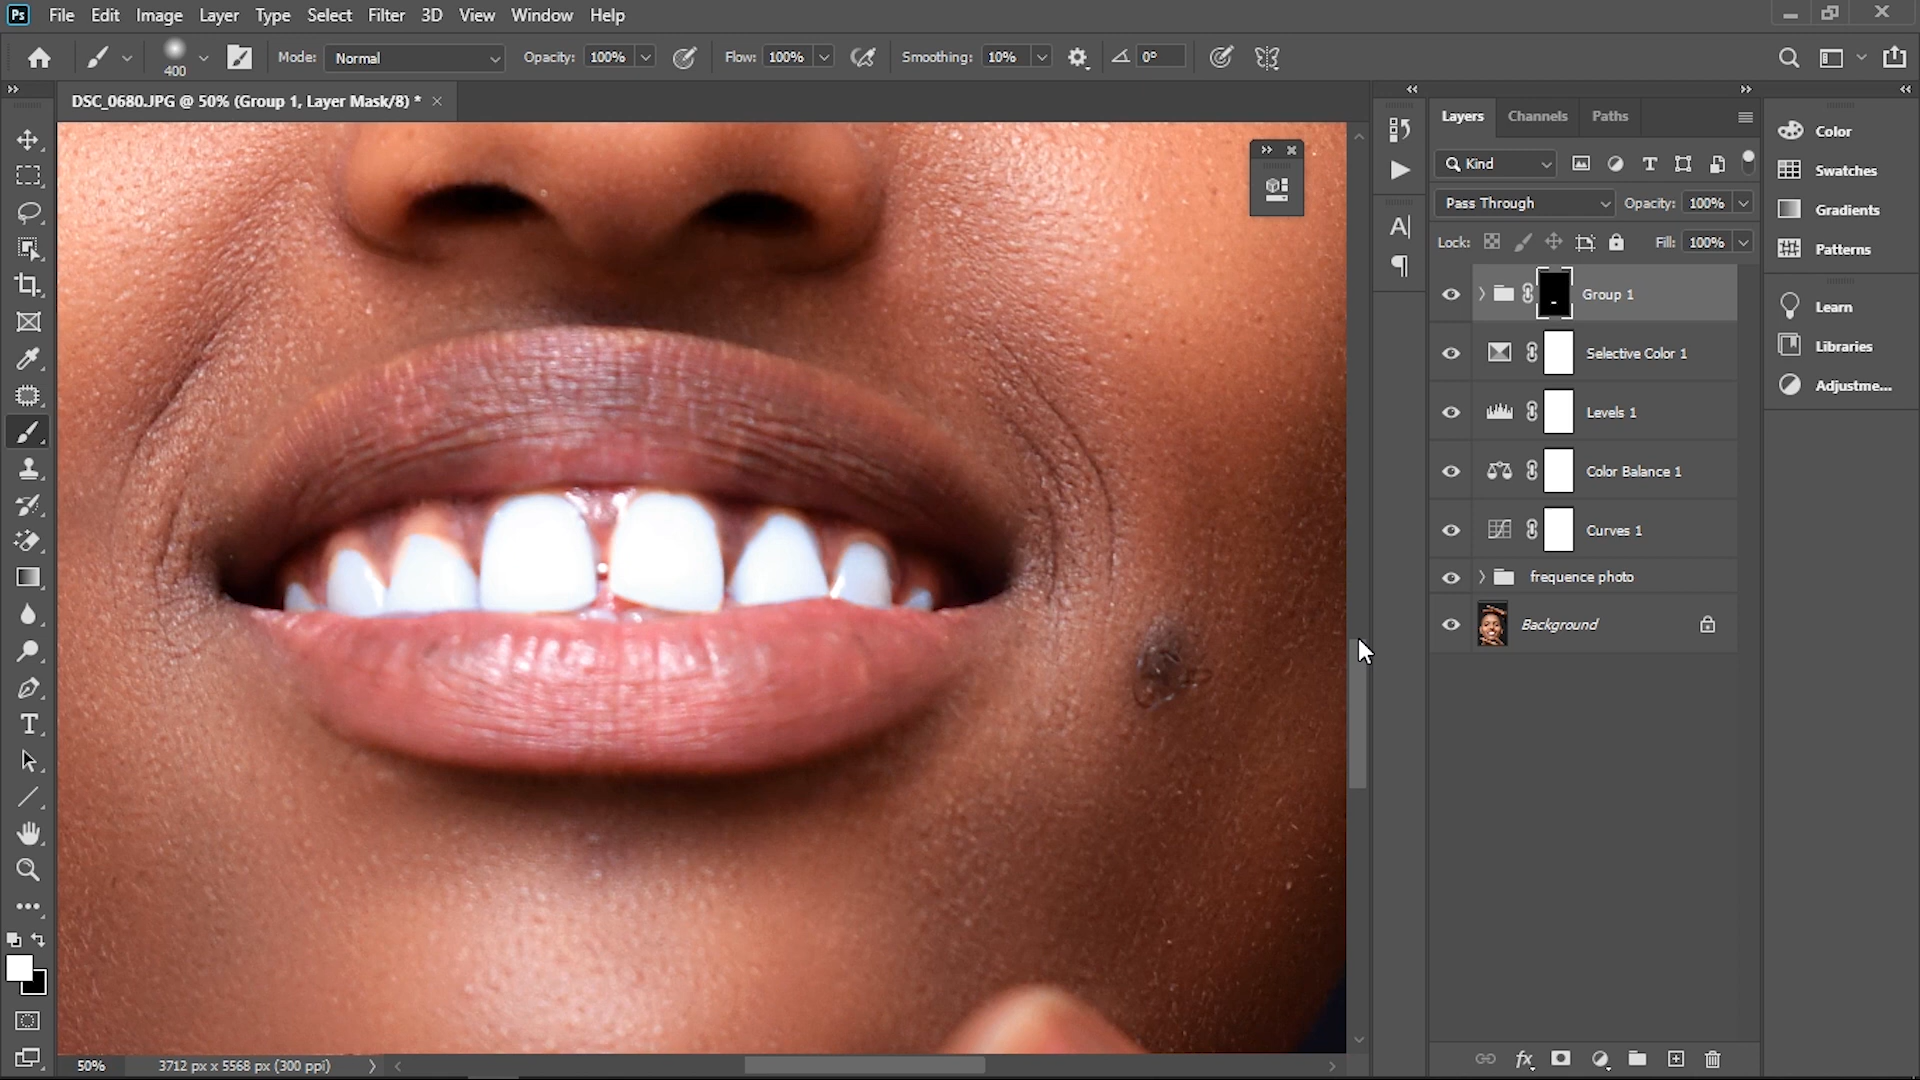 Ps File Edit Image Layer Type Select Filter 3D View Window Help
400 Mode: Normal Opacity: 100% Flow: 100% Smoothing: 10% 0°
DSC_0680.JPG @ 50% (Group 1, Layer Mask/8) *
Layers Channels Paths
Kind
Pass Through Opacity: 100%
Lock: Fill: 100%
Group 1
Selective Color 1
Levels 1
Color Balance 1
Curves 1
frequence photo
Background
Color
Swatches
Gradients
Patterns
Learn
Libraries
Adjustme...
50% 3712 px x 5568 px (300 ppi)